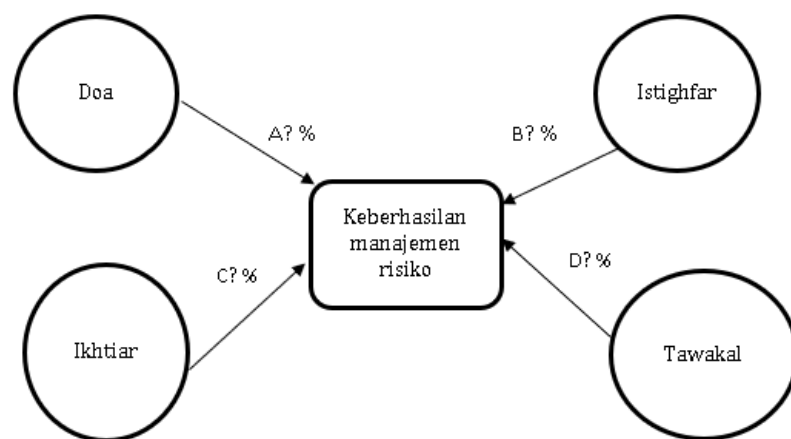 Doa
Istighfar
A? %
B? %
Keberhasilan
manajemen
risiko
C? %
D? %
Ikhtiar
Tawakal